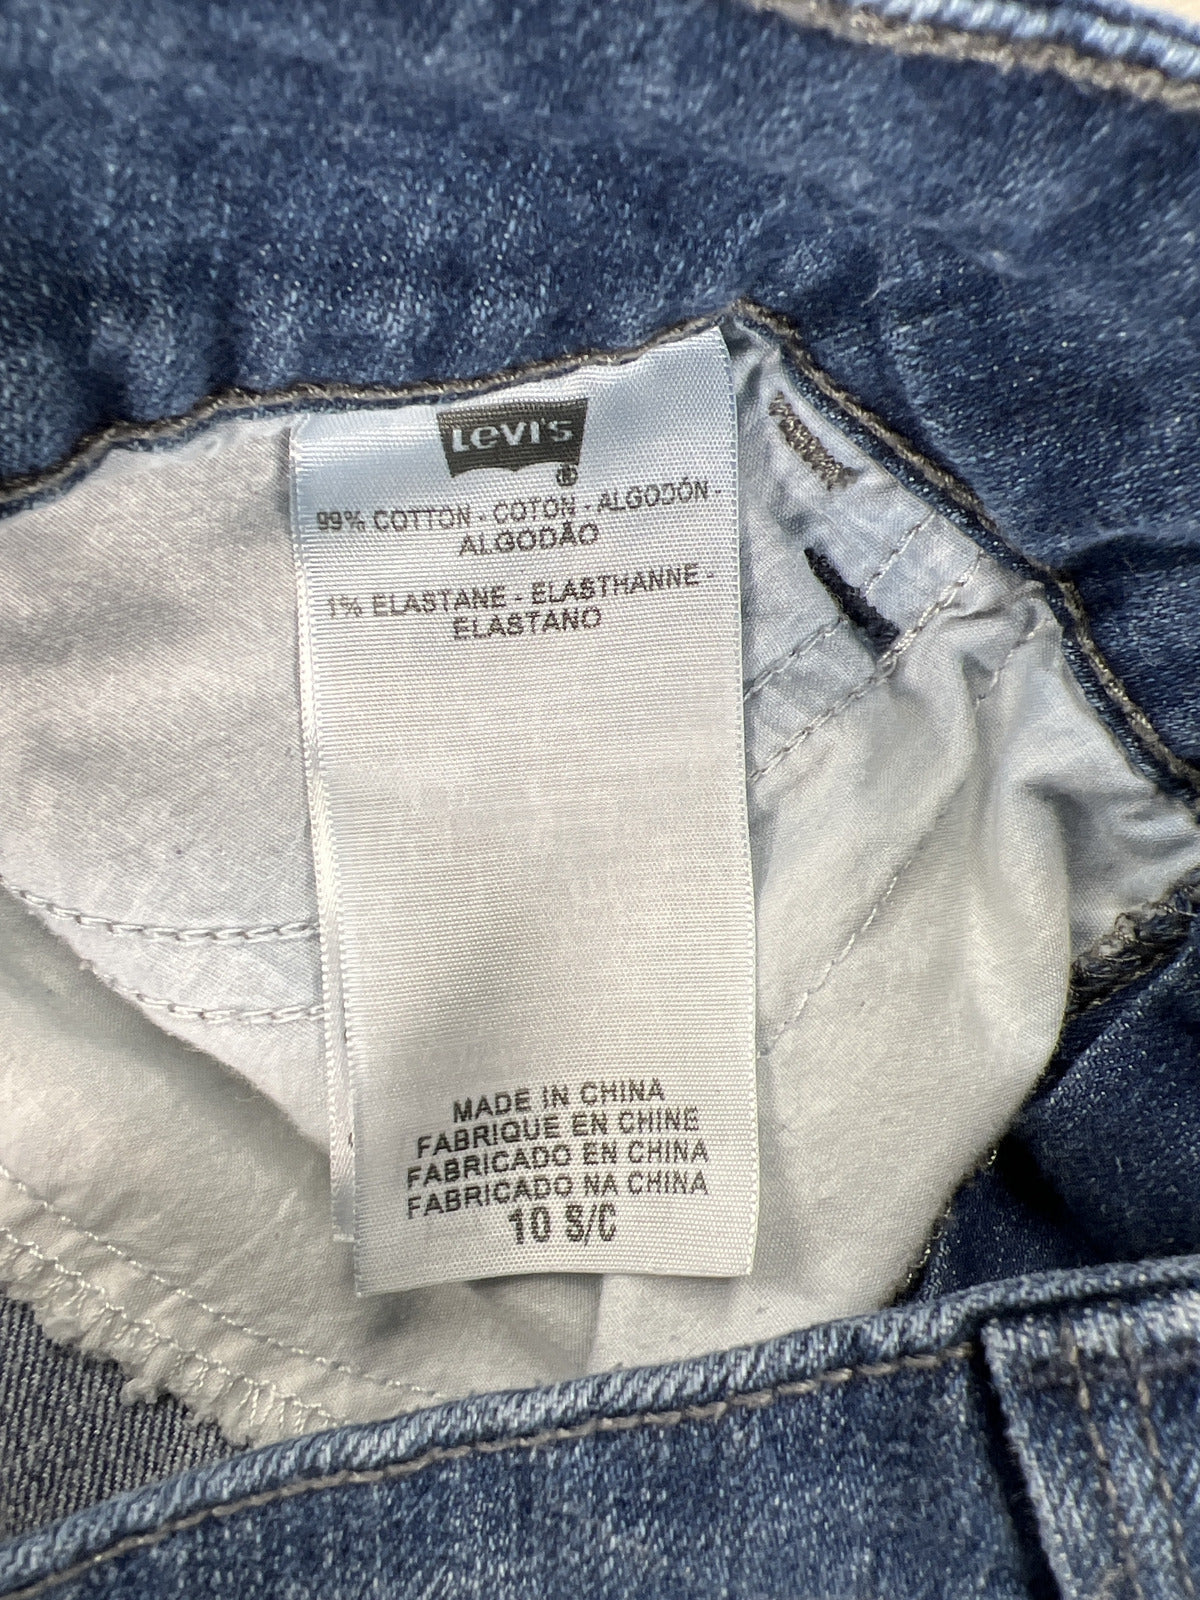 Levi's
®
99% COTTON - COTON - ALGODÓN -
ALGODÃO
1% ELASTANE - ELASTHANNE -
ELASTANO
MADE IN CHINA
FABRIQUE EN CHINE
FABRICADO EN CHINA
FABRICADO NA CHINA
10 S/C